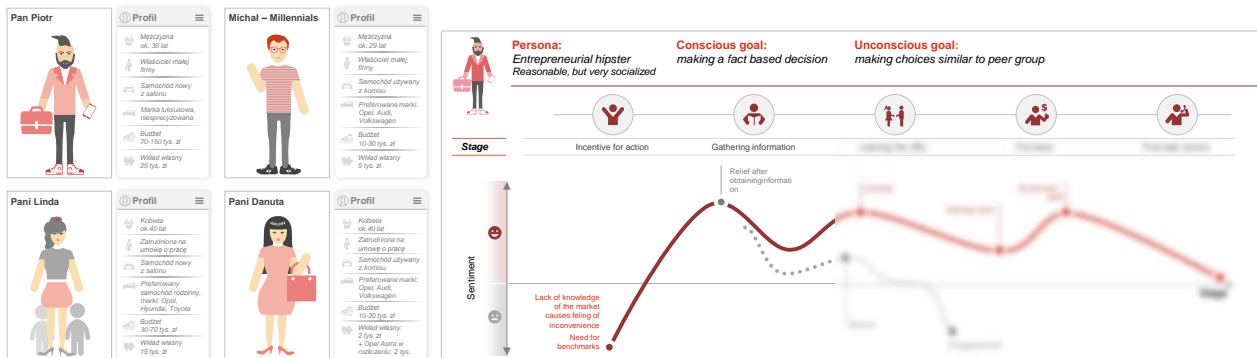 Pan Piotr
Profil
Mężczyzna
ok. 35 lat
Właściciel małej
firmy
Samochód nowy
z salonu
Marka luksusowa,
niesprecyzowana
Budżet
70-150 tys. zł
Wkład własny
25 tys. zł
Michał – Millennials
Profil
Mężczyzna
ok. 29 lat
Właściciel małej
firmy
Samochód używany
z komisu
Preferowane marki:
Opel, Audi,
Volkswagen
Budżet
10-30 tys. zł
Wkład własny
5 tys. zł
Pani Linda
Profil
Kobieta
ok.40 lat
Zatrudniona na
umowę o pracę
Samochód nowy
z salonu
Preferowany
samochód rodzinny,
marki: Opel,
Hyundai, Toyota
Budżet
30-70 tys. zł
Wkład własny
15 tys. zł
Pani Danuta
Profil
Kobieta
ok.40 lat
Zatrudniona na
umowę o pracę
Samochód używany
z komisu
Preferowane marki:
Opel, Audi,
Volkswagen
Budżet
10-30 tys. zł
Wkład własny:
2 tys. zł
+ Opel Astra w
rozliczeniu: 2 tys.
Persona:
Entrepreneurial hipster
Reasonable, but very socialized
Conscious goal:
making a fact based decision
Unconscious goal:
making choices similar to peer group
Stage
Incentive for action
Gathering information
Relief after
obtaininginformati
on
Sentiment
Lack of knowledge
of the market
causes feling of
inconvenience
Need for
benchmarks
Stage